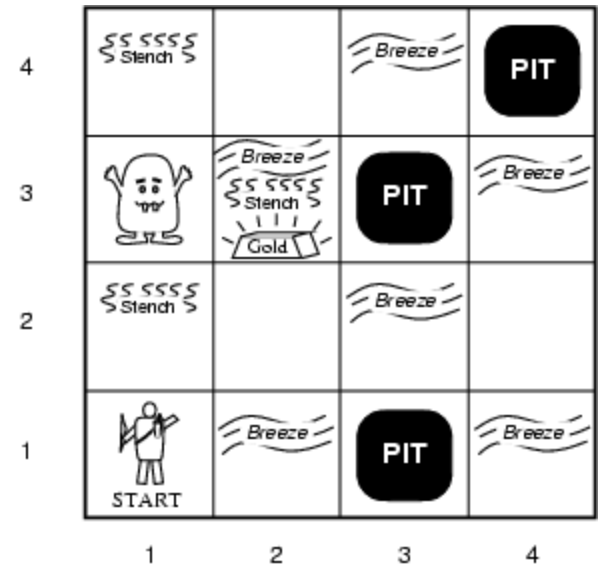 4
Stench
Breeze
PIT
3
Breeze
Stench
Gold
PIT
Breeze
2
Stench
Breeze
1
START
Breeze
PIT
Breeze
1 2 3 4